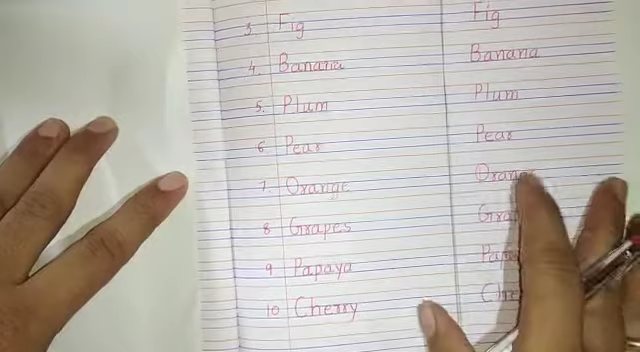 3. Fig Fig
4. Banana Banana
5. Plum Plum
6 Pear Pear
7. Orange
8 Grapes
9 Papaya
10 Cherry